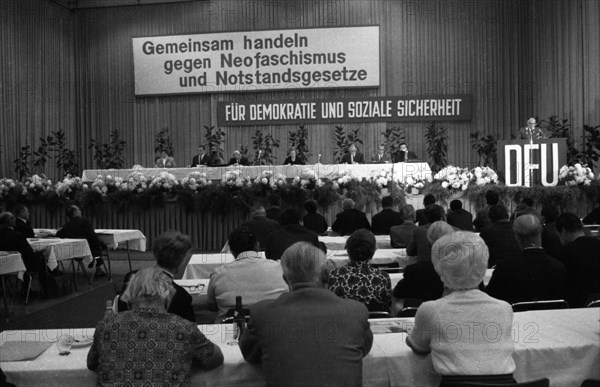 Gemeinsam handeln
gegen Neofaschismus
und Notstandsgesetze
FÜR DEMOKRATIE UND SOZIALE SICHERHEIT
DFU